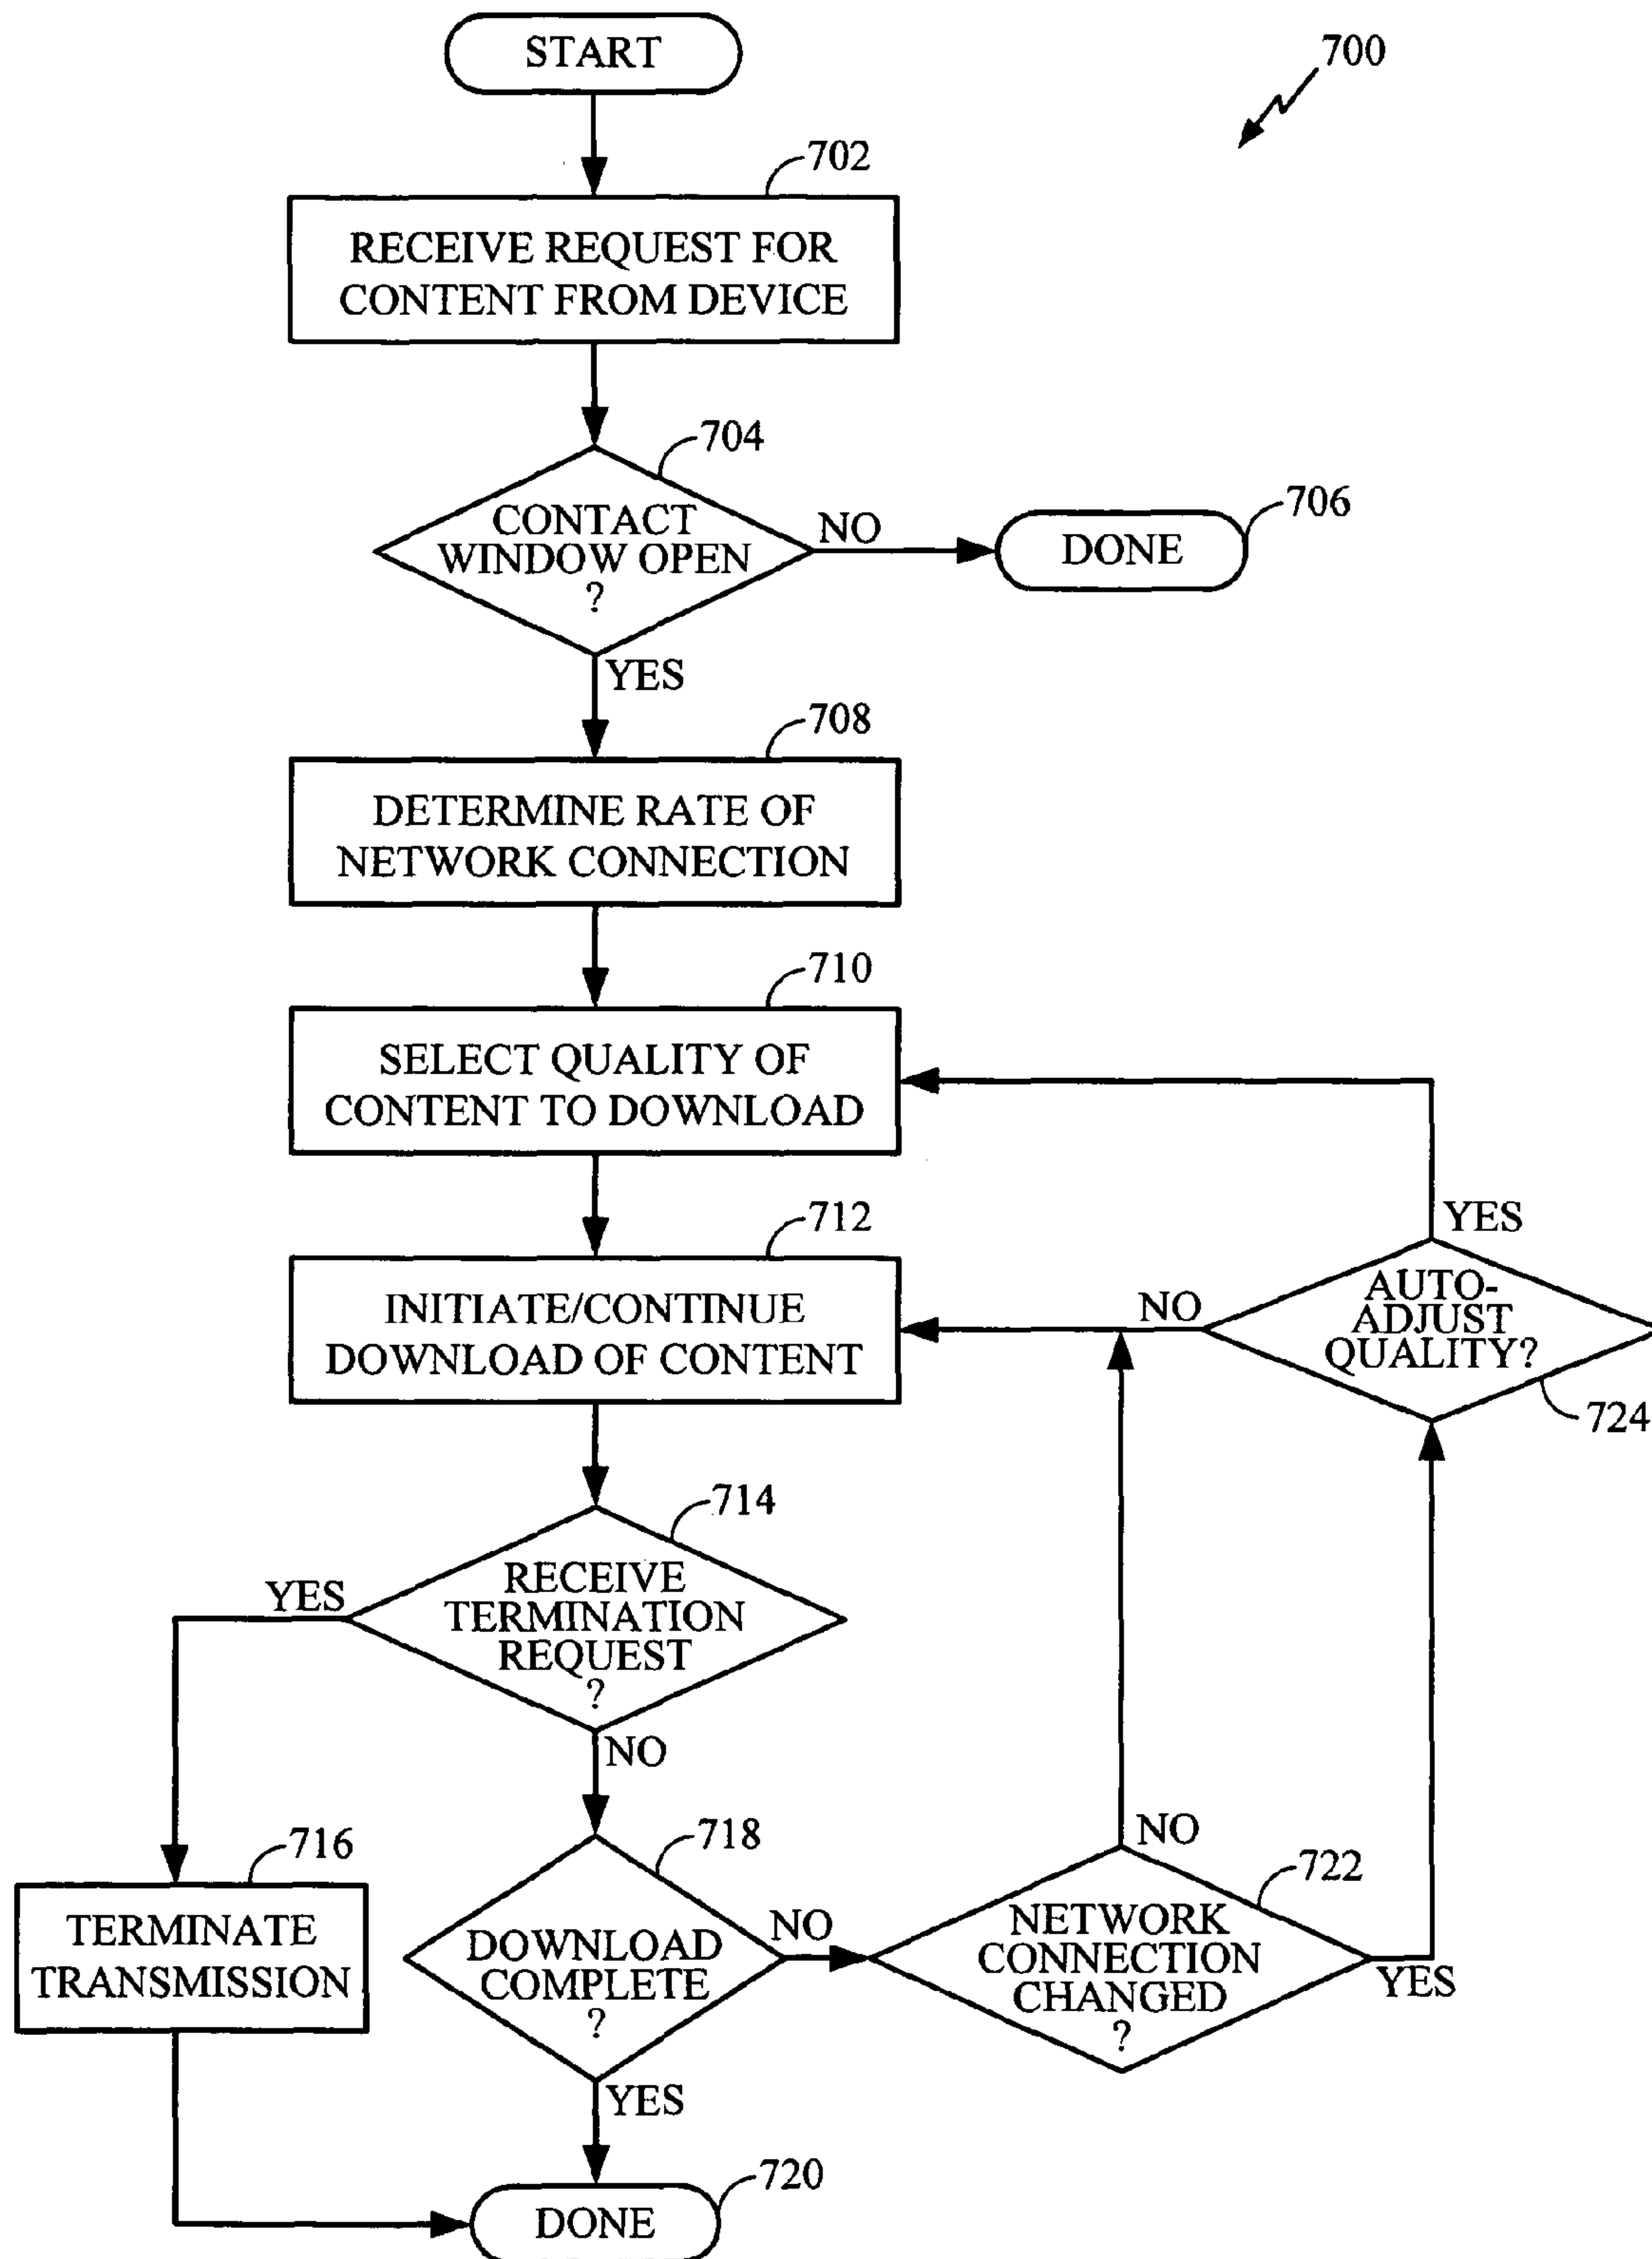 START
700
702
RECEIVE REQUEST FOR
CONTENT FROM DEVICE
704
CONTACT
WINDOW OPEN
?
NO
706
DONE
YES
708
DETERMINE RATE OF
NETWORK CONNECTION
710
SELECT QUALITY OF
CONTENT TO DOWNLOAD
712
INITIATE/CONTINUE
DOWNLOAD OF CONTENT
YES
AUTO-
ADJUST
QUALITY?
NO
724
714
RECEIVE
TERMINATION
REQUEST
?
YES
NO
716
TERMINATE
TRANSMISSION
718
DOWNLOAD
COMPLETE
?
NO
722
NETWORK
CONNECTION
CHANGED
?
NO
YES
YES
720
DONE